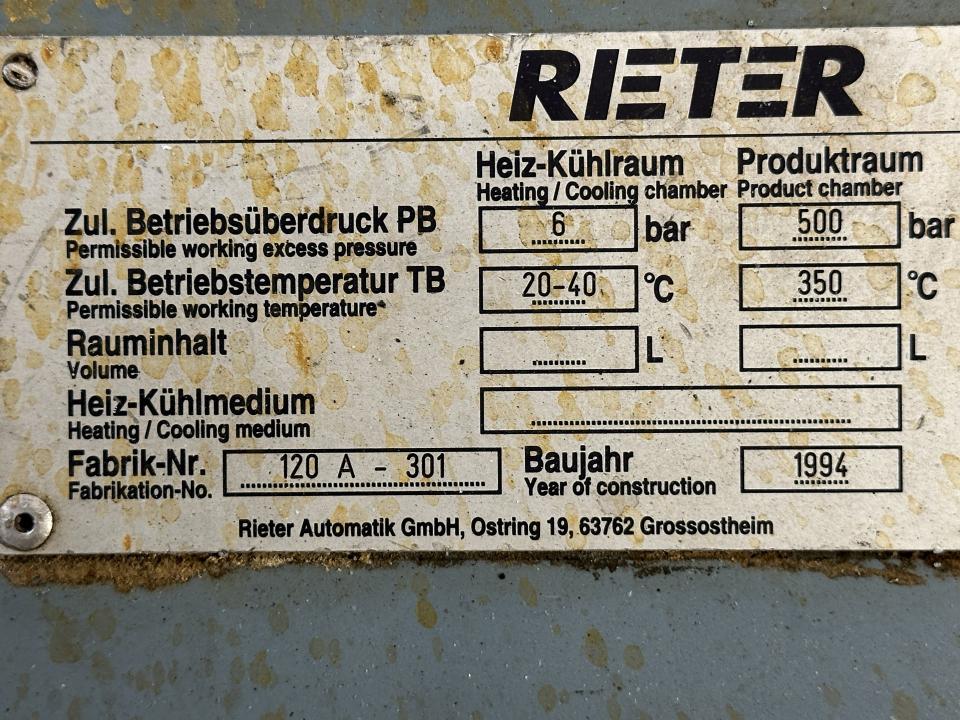 RIETER
Heiz-Kühlraum Produktraum
Heating / Cooling chamber Product chamber
Zul. Betriebsüberdruck PB 6 bar 500 bar
Permissible working excess pressure
Zul. Betriebstemperatur TB 20-40 °C 350 °C
Permissible working temperature
Rauminhalt L L
Volume
Heiz-Kühlmedium
Heating / Cooling medium
Fabrik-Nr. 120 A - 301 Baujahr 1994
Fabrikation-No. Year of construction
Rieter Automatik GmbH, Ostring 19, 63762 Grossostheim